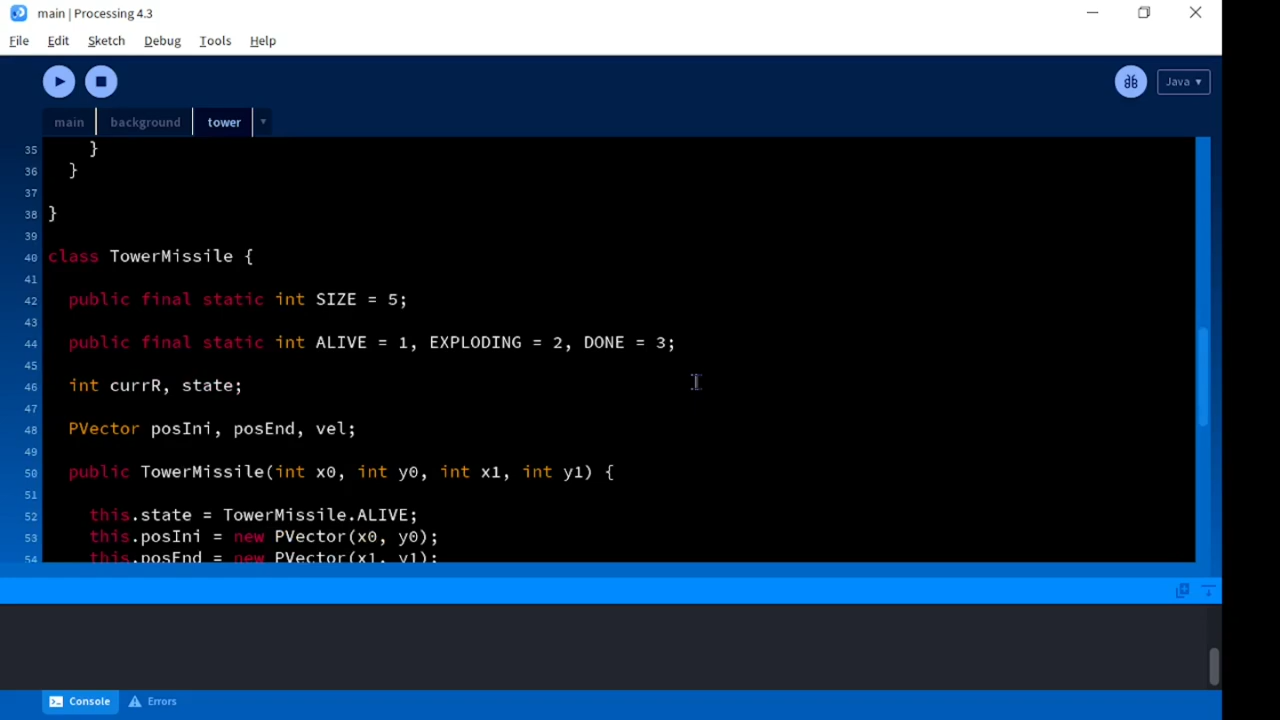 main | Processing 4.3
File Edit Sketch Debug Tools Help
Java ▾
main background tower ▾
35 }
36 }
37
38 }
39
40 class TowerMissile {
41
42 public final static int SIZE = 5;
43
44 public final static int ALIVE = 1, EXPLODING = 2, DONE = 3;
45
46 int currR, state;
47
48 PVector posIni, posEnd, vel;
49
50 public TowerMissile(int x0, int y0, int x1, int y1) {
51
52 this.state = TowerMissile.ALIVE;
53 this.posIni = new PVector(x0, y0);
54 this.posEnd = new PVector(x1, y1);
Console Errors